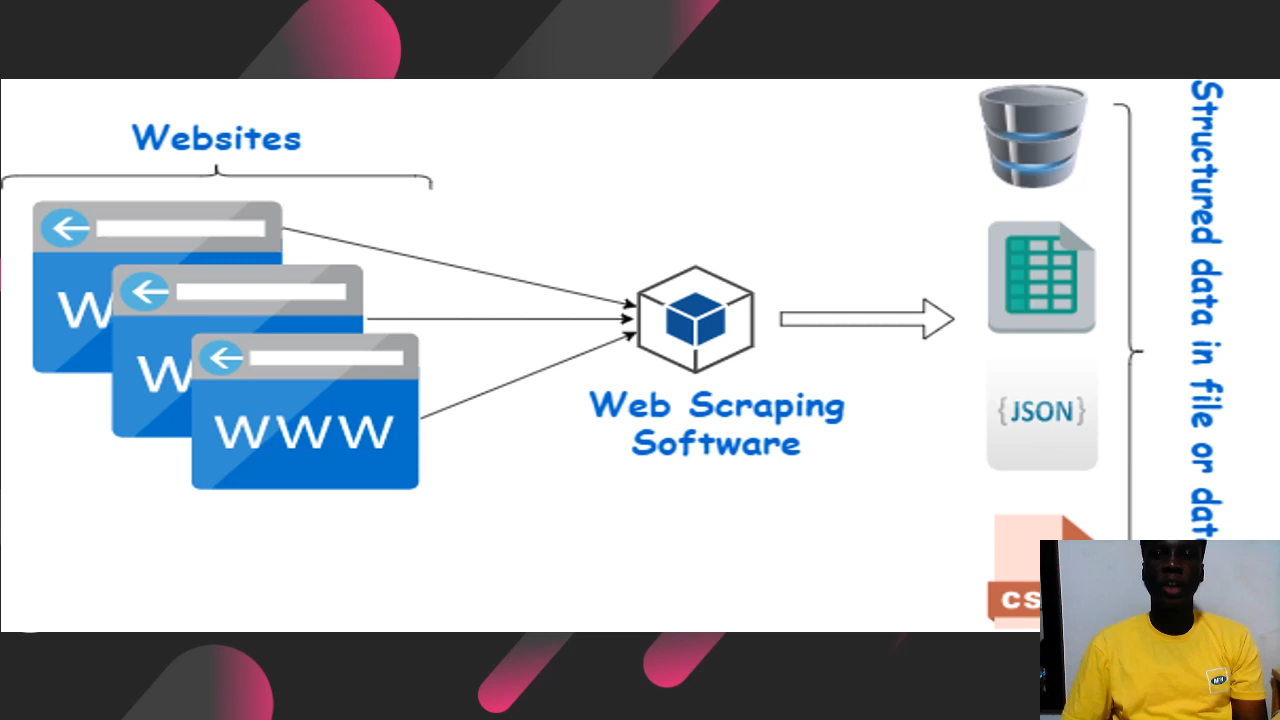 Websites
W
W
WWW
Web Scraping
Software
{JSON}
Structured data in file or dat
CS